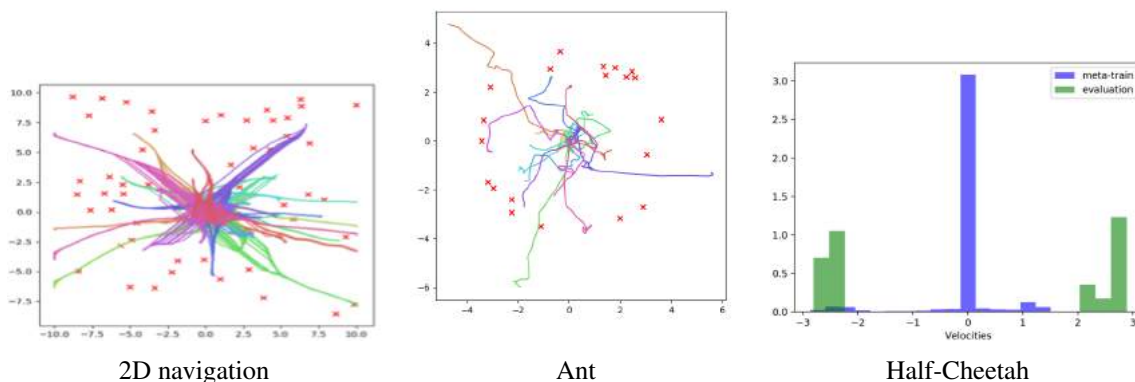 10.0
7.5
5.0
2.5
0.0
−2.5
−5.0
−7.5
−10.0 −7.5 −5.0 −2.5 0.0 2.5 5.0 7.5 10.0
2D navigation
4
2
0
−2
−4
−6
−4 −2 0 2 4 6
Ant
meta-train
evaluation
3.0
2.5
2.0
1.5
1.0
0.5
0.0
−3 −2 −1 0 1 2 3
Velocities
Half-Cheetah